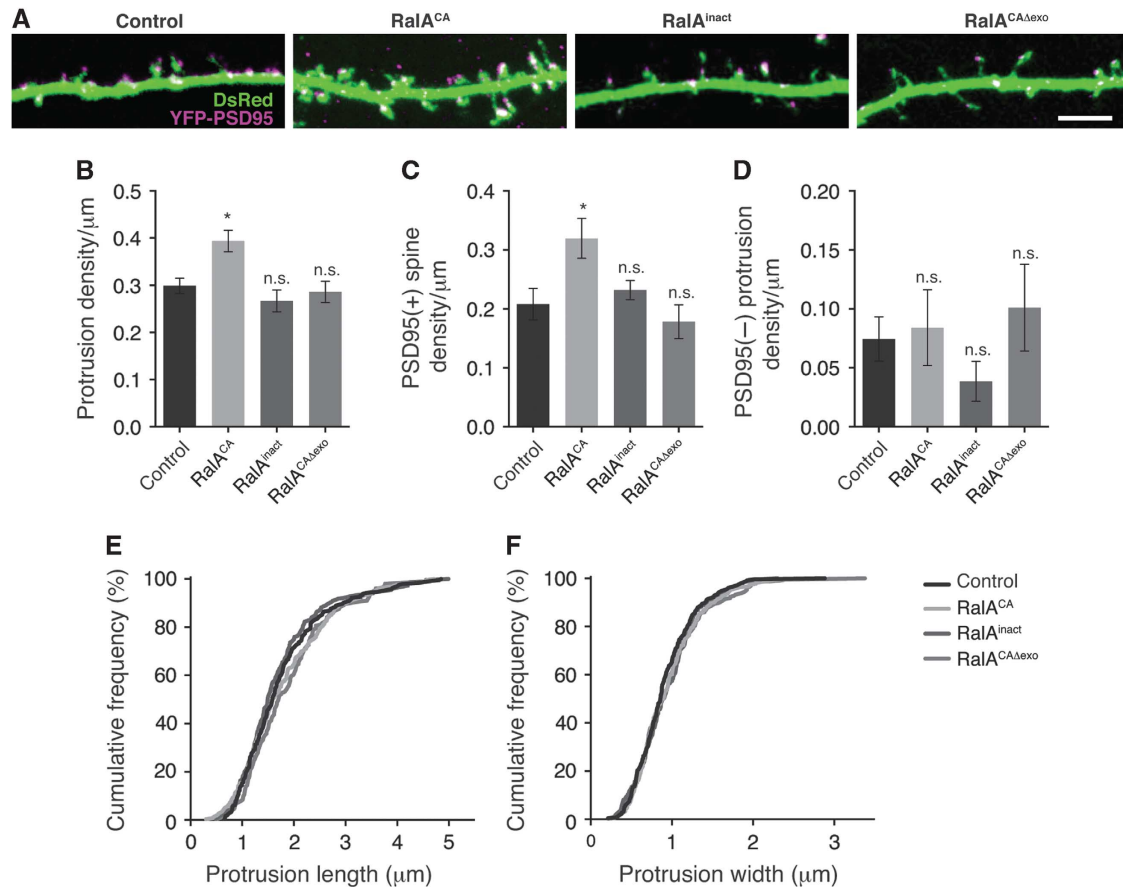 A
Control
RalA^CA
RalA^inact
RalA^CAΔexo
DsRed
YFP-PSD95
B
Protrusion density/μm
0.5
0.4
0.3
0.2
0.1
0.0
*
n.s.
n.s.
Control
RalA^CA
RalA^inact
RalA^CAΔexo
C
PSD95(+) spine
density/μm
0.4
0.3
0.2
0.1
0.0
*
n.s.
n.s.
Control
RalA^CA
RalA^inact
RalA^CAΔexo
D
PSD95(−) protrusion
density/μm
0.20
0.15
0.10
0.05
0.00
n.s.
n.s.
n.s.
Control
RalA^CA
RalA^inact
RalA^CAΔexo
E
Cumulative frequency (%)
100
80
60
40
20
0
0 1 2 3 4 5
Protrusion length (μm)
F
Cumulative frequency (%)
100
80
60
40
20
0
0 1 2 3
Protrusion width (μm)
Control
RalA^CA
RalA^inact
RalA^CAΔexo